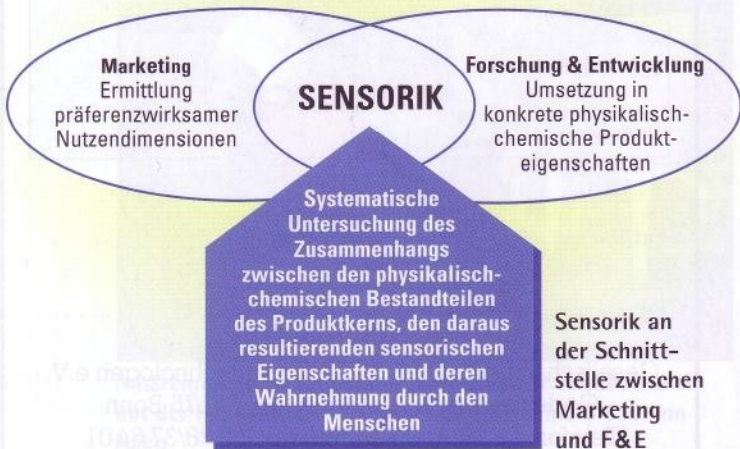 Marketing
Ermittlung
präferenzwirksamer
Nutzendimensionen
SENSORIK
Forschung & Entwicklung
Umsetzung in
konkrete physikalisch-
chemische Produkt-
eigenschaften
Systematische
Untersuchung des
Zusammenhangs
zwischen den physikalisch-
chemischen Bestandteilen
des Produktkerns, den daraus
resultierenden sensorischen
Eigenschaften und deren
Wahrnehmung durch den
Menschen
Sensorik an
der Schnitt-
stelle zwischen
Marketing
und F&E